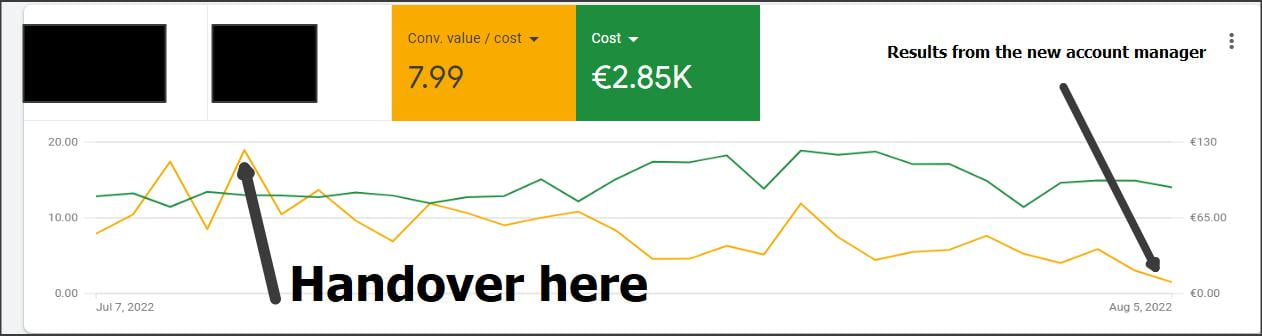 Conv. value / cost
7.99
Cost
€2.85K
Results from the new account manager
20.00
€130
10.00
€65.00
Handover here
0.00
€0.00
Jul 7, 2022
Aug 5, 2022